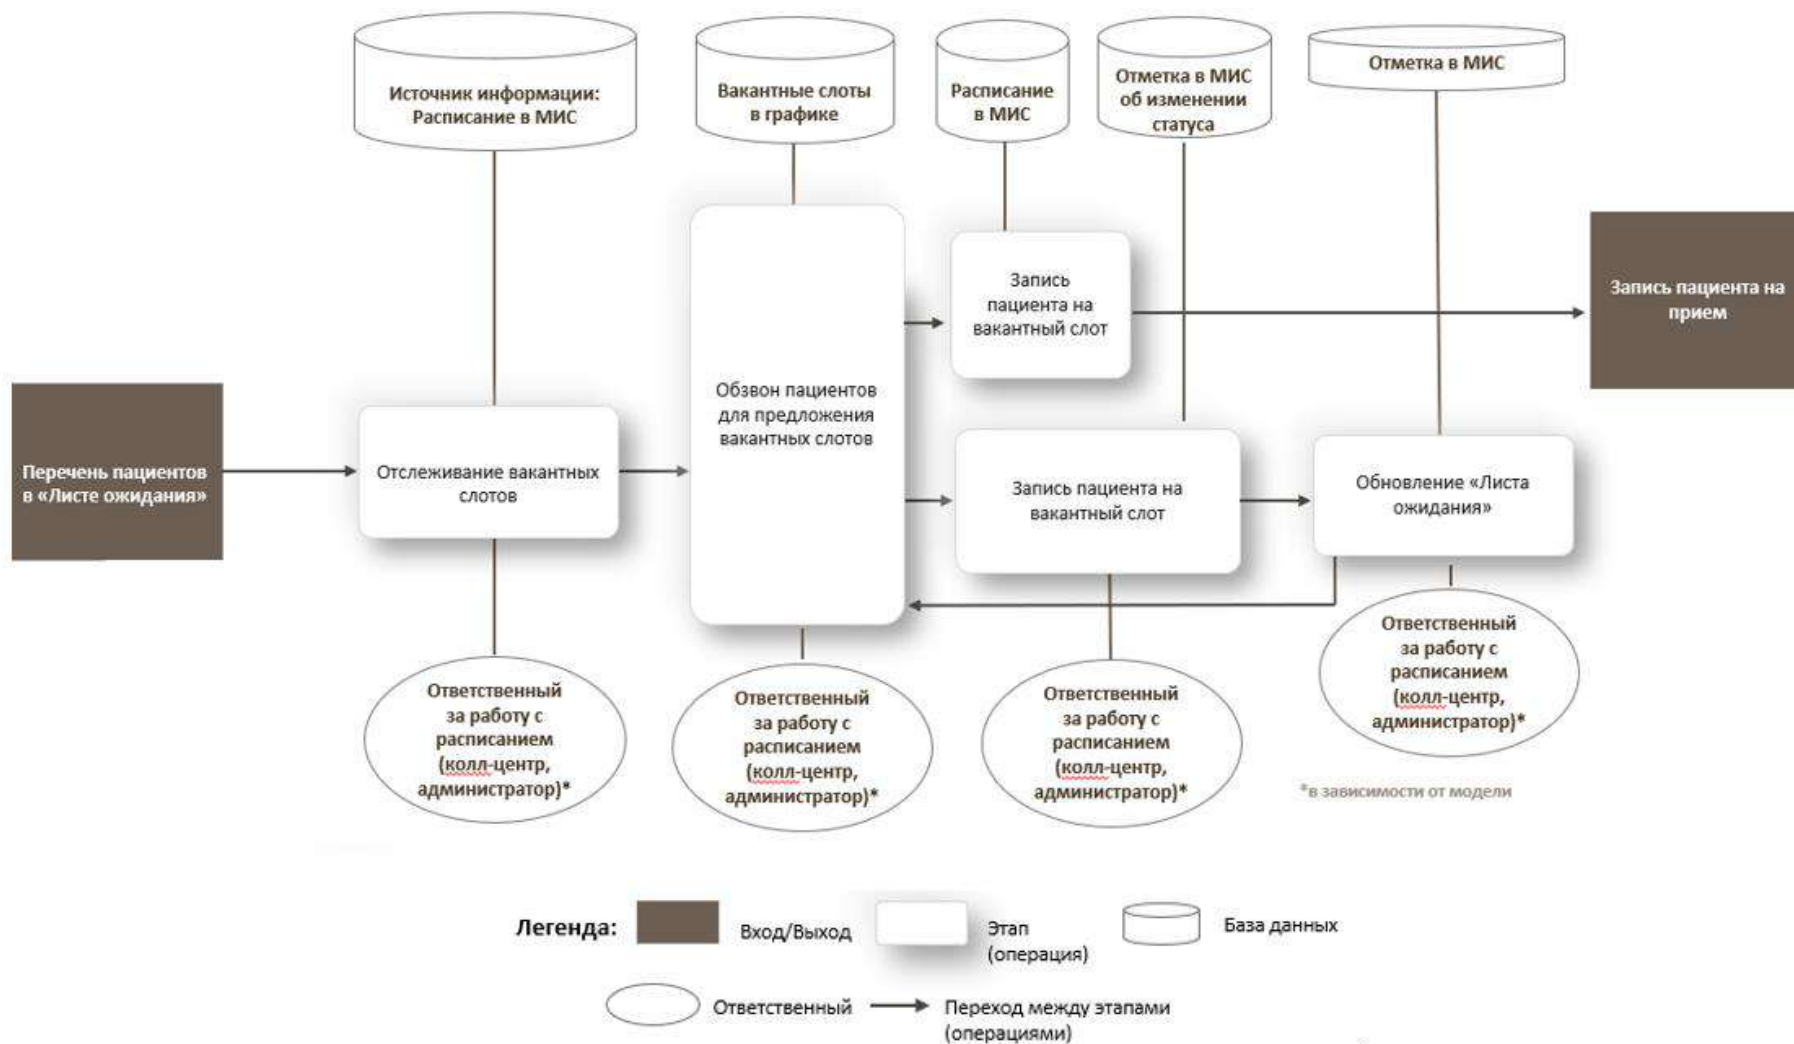 Источник информации:
Расписание в МИС
Вакантные слоты
в графике
Расписание
в МИС
Отметка в МИС
об изменении
статуса
Отметка в МИС
Перечень пациентов
в «Листе ожидания»
Отслеживание вакантных
слотов
Обзвон пациентов
для предложения
вакантных слотов
Запись
пациента на
вакантный слот
Запись пациента на
прием
Запись пациента на
вакантный слот
Обновление «Листа
ожидания»
Ответственный
за работу с
расписанием
(колл-центр,
администратор)*
Ответственный
за работу с
расписанием
(колл-центр,
администратор)*
Ответственный
за работу с
расписанием
(колл-центр,
администратор)*
Ответственный
за работу с
расписанием
(колл-центр,
администратор)*
*в зависимости от модели
Легенда:
Вход/Выход
Этап
(операция)
База данных
Ответственный
Переход между этапами
(операциями)